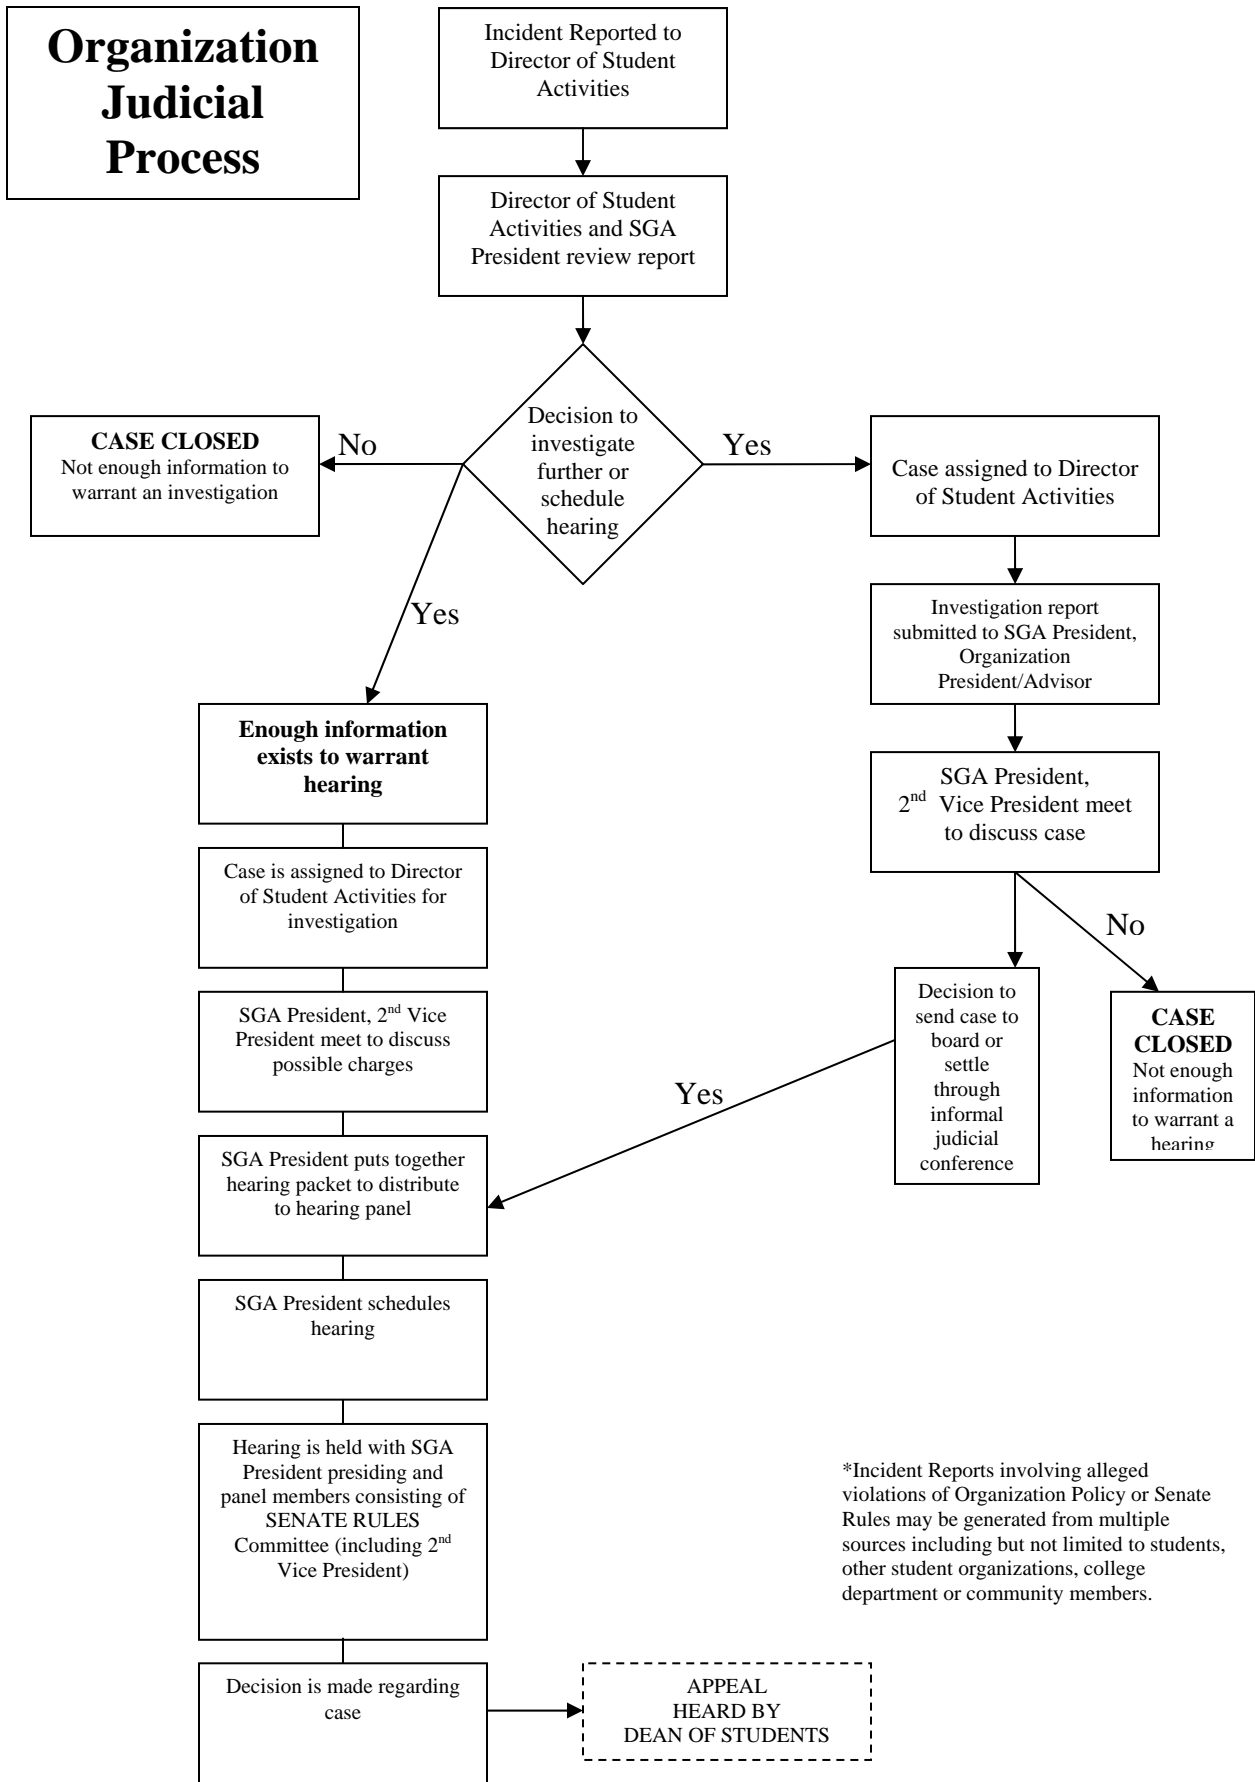 Organization
Judicial
Process
Incident Reported to
Director of Student
Activities
Director of Student
Activities and SGA
President review report
Decision to
investigate
further or
schedule
hearing
No
Yes
Yes
CASE CLOSED
Not enough information to
warrant an investigation
Case assigned to Director
of Student Activities
Investigation report
submitted to SGA President,
Organization
President/Advisor
SGA President,
2nd Vice President meet
to discuss case
No
Decision to
send case to
board or
settle
through
informal
judicial
conference
CASE
CLOSED
Not enough
information
to warrant a
hearing
Yes
Enough information
exists to warrant
hearing
Case is assigned to Director
of Student Activities for
investigation
SGA President, 2nd Vice
President meet to discuss
possible charges
SGA President puts together
hearing packet to distribute
to hearing panel
SGA President schedules
hearing
Hearing is held with SGA
President presiding and
panel members consisting of
SENATE RULES
Committee (including 2nd
Vice President)
Decision is made regarding
case
APPEAL
HEARD BY
DEAN OF STUDENTS
*Incident Reports involving alleged
violations of Organization Policy or Senate
Rules may be generated from multiple
sources including but not limited to students,
other student organizations, college
department or community members.